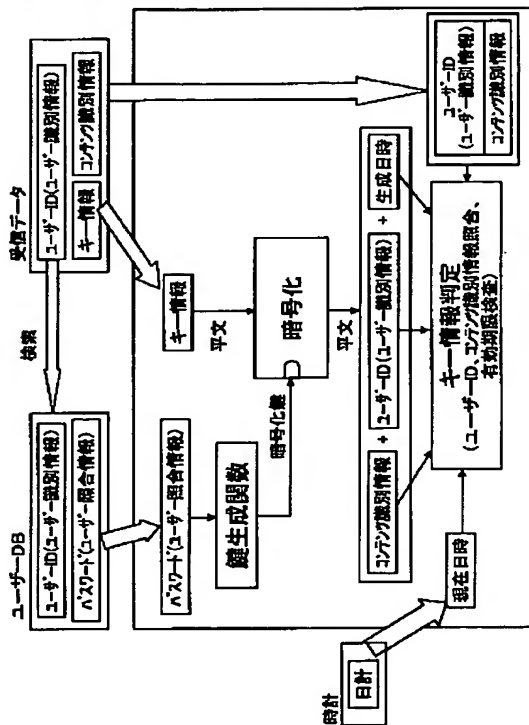 受信データ
ユーザーID(ユーザー識別情報)
キー情報
コンテンツ識別情報
検索
ユーザーDB
ユーザーID(ユーザー識別情報)
パスワード(ユーザー照合情報)
キー情報
平文
パスワード(ユーザー照合情報)
鍵生成関数
暗号化鍵
暗号化
平文
コンテンツ識別情報
+
ユーザーID(ユーザー識別情報)
+
生成日時
ユーザーID
(ユーザー識別情報)
コンテンツ識別情報
キー情報判定
(ユーザーID、コンテンツ識別情報照合、
有効期限検査)
現在日時
時計
日計